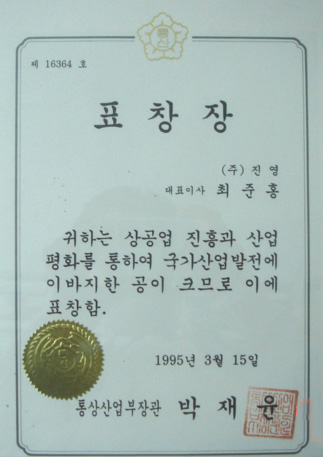 제 16364 호
표 창 장
(주) 진 영
대표이사 최 준 홍
귀하는 상공업 진흥과 산업
평화를 통하여 국가산업발전에
이바지한 공이 크므로 이에
표창함.
1995년 3월 15일
통상산업부장관 박 재 윤